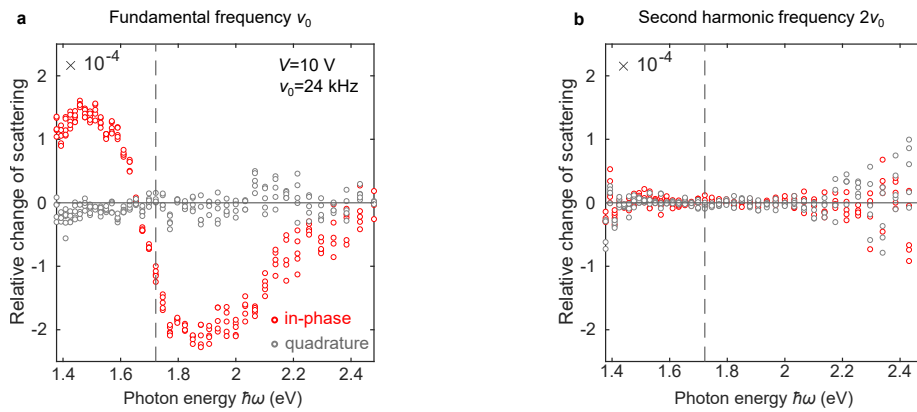 a
Fundamental frequency ν₀
× 10⁻⁴
V=10 V
ν₀=24 kHz
2
1
0
-1
-2
Relative change of scattering
in-phase
quadrature
1.4 1.6 1.8 2 2.2 2.4
Photon energy ħω (eV)
b
Second harmonic frequency 2ν₀
× 10⁻⁴
2
1
0
-1
-2
Relative change of scattering
1.4 1.6 1.8 2 2.2 2.4
Photon energy ħω (eV)